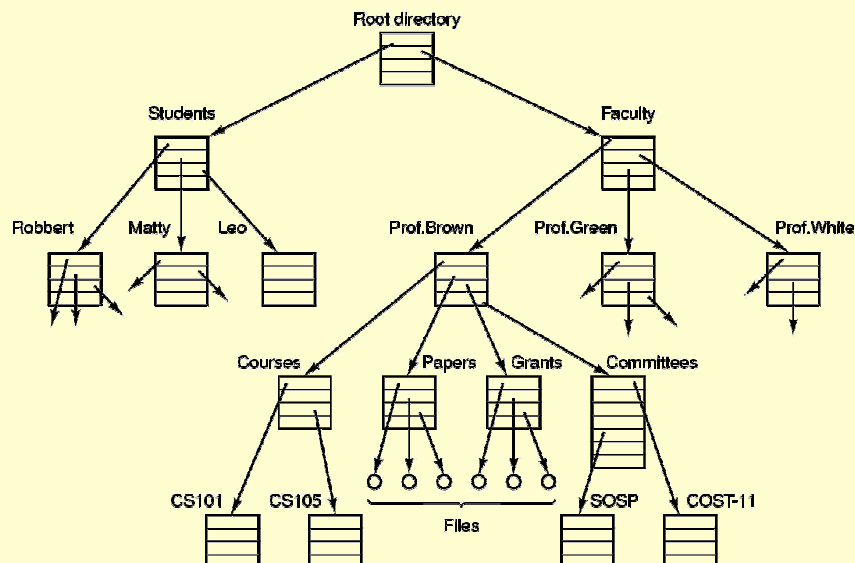 Root directory
Students
Faculty
Robbert
Matty
Leo
Prof.Brown
Prof.Green
Prof.White
Courses
Papers
Grants
Committees
CS101
CS105
SOSP
COST-11
Files